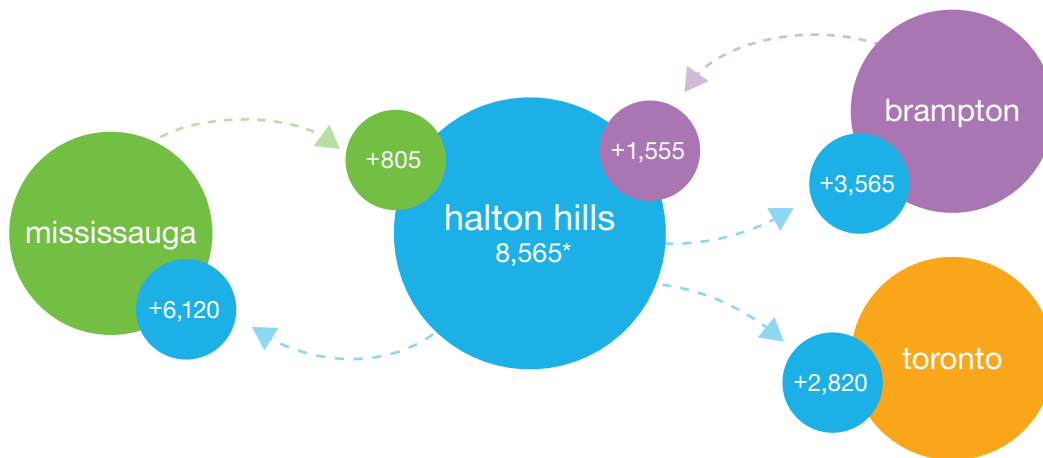 brampton
+805
+1,555
+3,565
halton hills
8,565*
mississauga
+6,120
toronto
+2,820